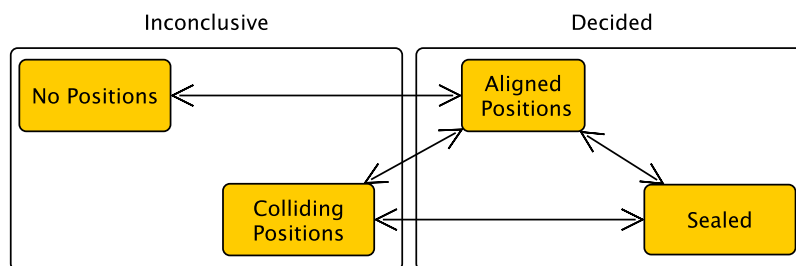 Inconclusive
Decided
No Positions
Aligned
Positions
Colliding
Positions
Sealed